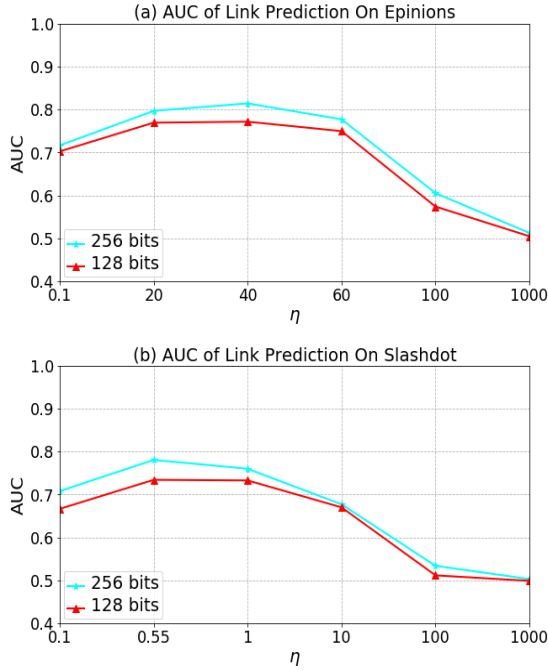 (a) AUC of Link Prediction On Epinions
1.0
0.9
0.8
0.7
0.6
0.5
0.4
AUC
256 bits
128 bits
0.1 20 40 60 100 1000
η
(b) AUC of Link Prediction On Slashdot
1.0
0.9
0.8
0.7
0.6
0.5
0.4
AUC
256 bits
128 bits
0.1 0.55 1 10 100 1000
η